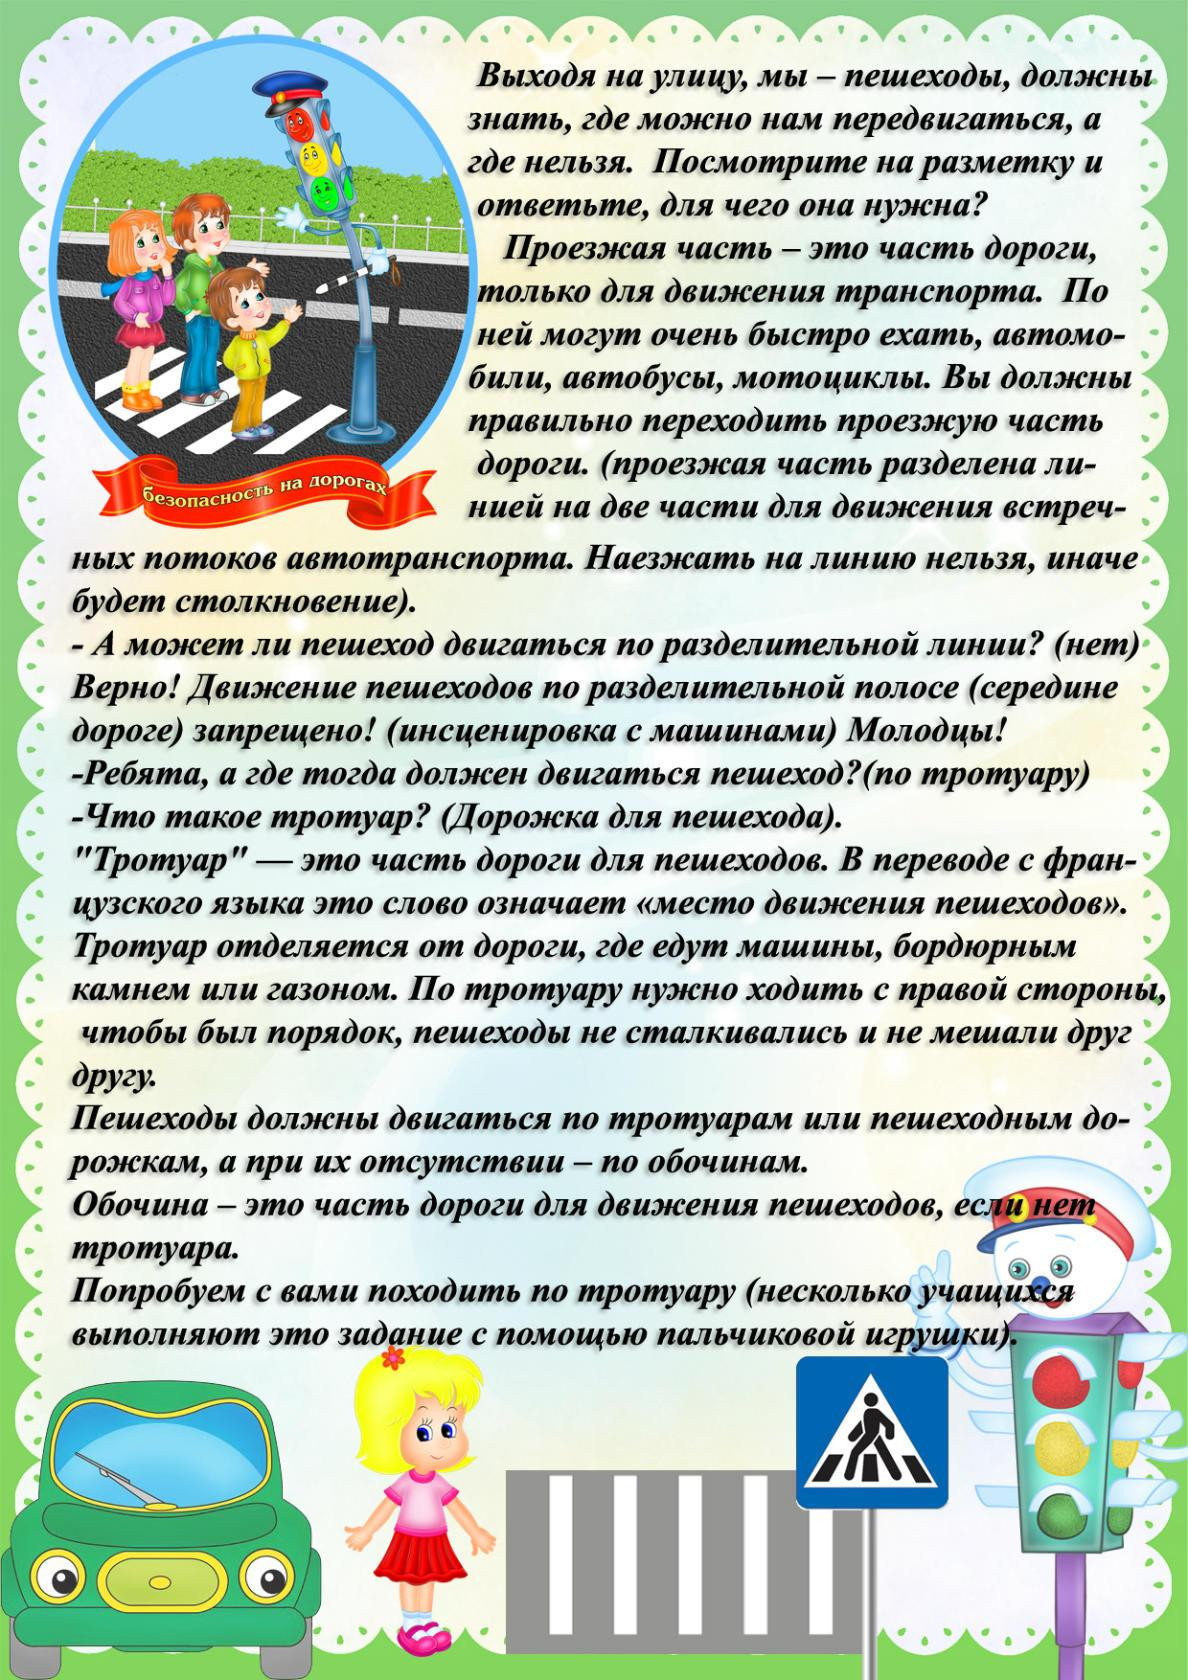 Выходя на улицу, мы – пешеходы, должны
знать, где можно нам передвигаться, а
где нельзя. Посмотрите на разметку и
ответьте, для чего она нужна?
Проезжая часть – это часть дороги,
только для движения транспорта. По
ней могут очень быстро ехать, автомо-
били, автобусы, мотоциклы. Вы должны
правильно переходить проезжую часть
дороги. (проезжая часть разделена ли-
нией на две части для движения встреч-
безопасность на дорогах
ных потоков автотранспорта. Наезжать на линию нельзя, иначе
будет столкновение).
- А может ли пешеход двигаться по разделительной линии? (нет)
Верно! Движение пешеходов по разделительной полосе (середине
дороге) запрещено! (инсценировка с машинами) Молодцы!
-Ребята, а где тогда должен двигаться пешеход?(по тротуару)
-Что такое тротуар? (Дорожка для пешехода).
"Тротуар" — это часть дороги для пешеходов. В переводе с фран-
цузского языка это слово означает «место движения пешеходов».
Тротуар отделяется от дороги, где едут машины, бордюрным
камнем или газоном. По тротуару нужно ходить с правой стороны,
чтобы был порядок, пешеходы не сталкивались и не мешали друг
другу.
Пешеходы должны двигаться по тротуарам или пешеходным до-
рожкам, а при их отсутствии – по обочинам.
Обочина – это часть дороги для движения пешеходов, если нет
тротуара.
Попробуем с вами походить по тротуару (несколько учащихся
выполняют это задание с помощью пальчиковой игрушки).